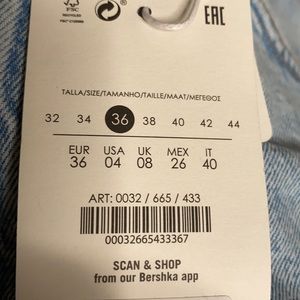 FSC
EAC
TALLA/SIZE/TAMANHO/TAILLE/MAAT/ΜΕΓΕΘΟΣ
32 34 36 38 40 42 44
EUR USA UK MEX IT
36 04 08 26 40
ART: 0032 / 665 / 433
00032665433367
SCAN & SHOP
from our Bershka app